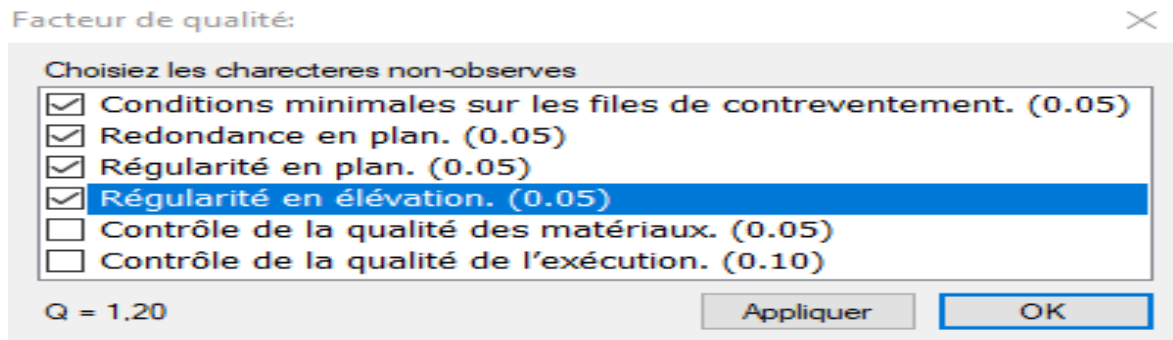 Facteur de qualité:
Choisiez les charecteres non-observes
Conditions minimales sur les files de contreventement. (0.05)
Redondance en plan. (0.05)
Régularité en plan. (0.05)
Régularité en élévation. (0.05)
Contrôle de la qualité des matériaux. (0.05)
Contrôle de la qualité de l'exécution. (0.10)
Q = 1,20 Appliquer OK